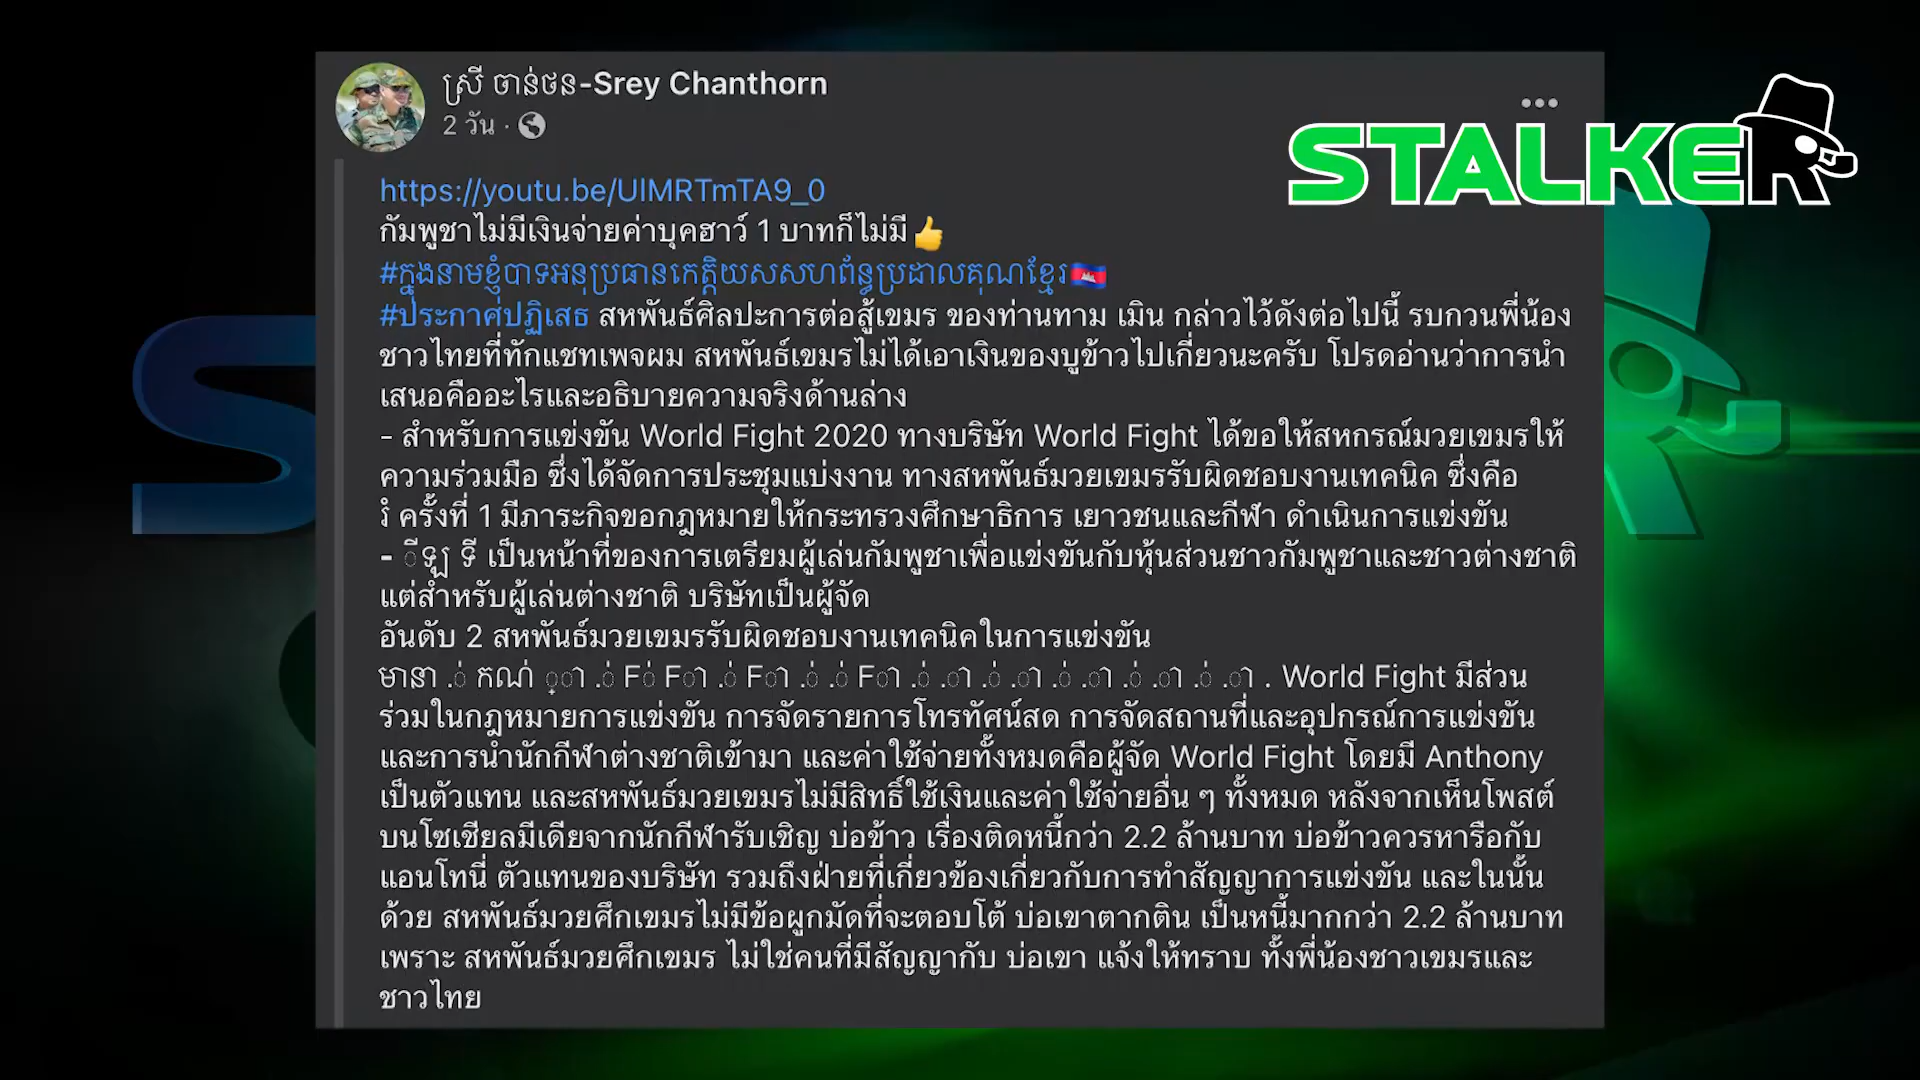 ស្រី ចាន់ថន-Srey Chanthorn
2 วัน ·
STALKER
https://youtu.be/UlMRTmTA9_0
กัมพูชาไม่มีเงินจ่ายค่าบุคฮาว์ 1 บาทก็ไม่มี👍
#ក្នុងនាមខ្ញុំបាទអនុប្រធានកេត្តិយសសហព័ន្ធប្រដាលគុណខ្មែរ🇰🇭
#ប្រកាសបដិសេធ สหพันธ์ศิลปะการต่อสู้เขมร ของท่านทาม เมิน กล่าวไว้ดังต่อไปนี้ รบกวนพี่น้อง
ชาวไทยที่ทักแชทเพจผม สหพันธ์เขมรไม่ได้เอาเงินของบูข้าวไปเกี่ยวนะครับ โปรดอ่านว่าการนำ
เสนอคืออะไรและอธิบายความจริงด้านล่าง
- สำหรับการแข่งขัน World Fight 2020 ทางบริษัท World Fight ได้ขอให้สหกรณ์มวยเขมรให้
ความร่วมมือ ซึ่งได้จัดการประชุมแบ่งงาน ทางสหพันธ์มวยเขมรรับผิดชอบงานเทคนิค ซึ่งคือ
ครั้งที่ 1 มีภาระกิจขอกฎหมายให้กระทรวงศึกษาธิการ เยาวชนและกีฬา ดำเนินการแข่งขัน
- เป็นหน้าที่ของการเตรียมผู้เล่นกัมพูชาเพื่อแข่งขันกับหุ้นส่วนชาวกัมพูชาและชาวต่างชาติ
แต่สำหรับผู้เล่นต่างชาติ บริษัทเป็นผู้จัด
อันดับ 2 สหพันธ์มวยเขมรรับผิดชอบงานเทคนิคในการแข่งขัน
មានា World Fight มีส่วน
ร่วมในกฎหมายการแข่งขัน การจัดรายการโทรทัศน์สด การจัดสถานที่และอุปกรณ์การแข่งขัน
และการนำนักกีฬาต่างชาติเข้ามา และค่าใช้จ่ายทั้งหมดคือผู้จัด World Fight โดยมี Anthony
เป็นตัวแทน และสหพันธ์มวยเขมรไม่มีสิทธิ์ใช้เงินและค่าใช้จ่ายอื่น ๆ ทั้งหมด หลังจากเห็นโพสต์
บนโซเชียลมีเดียจากนักกีฬารับเชิญ บ่อข้าว เรื่องติดหนี้กว่า 2.2 ล้านบาท บ่อข้าวควรหารือกับ
แอนโทนี่ ตัวแทนของบริษัท รวมถึงฝ่ายที่เกี่ยวข้องเกี่ยวกับการทำสัญญาการแข่งขัน และในนั้น
ด้วย สหพันธ์มวยศึกเขมรไม่มีข้อผูกมัดที่จะตอบโต้ บ่อเขาตากติน เป็นหนี้มากกว่า 2.2 ล้านบาท
เพราะ สหพันธ์มวยศึกเขมร ไม่ใช่คนที่มีสัญญากับ บ่อเขา แจ้งให้ทราบ ทั้งพี่น้องชาวเขมรและ
ชาวไทย